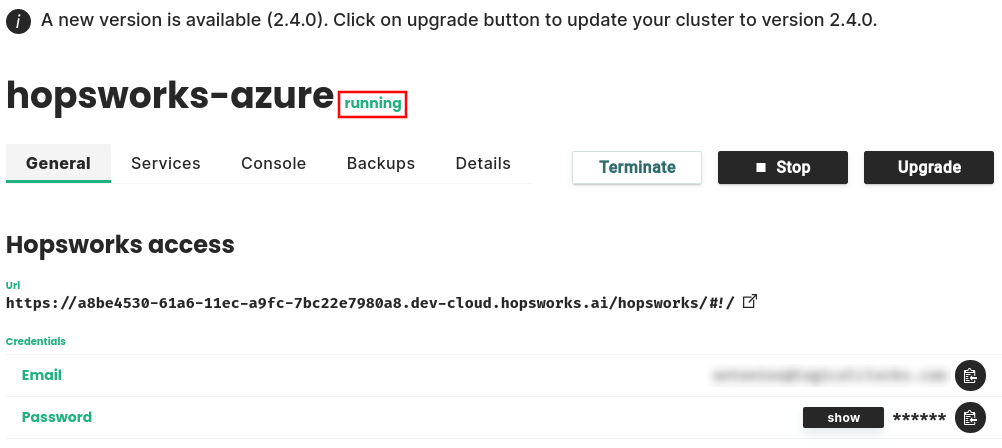 A new version is available (2.4.0). Click on upgrade button to update your cluster to version 2.4.0.
hopsworks-azure running
General Services Console Backups Details Terminate Stop Upgrade
Hopsworks access
Url
https://a8be4530-61a6-11ec-a9fc-7bc22e7980a8.dev-cloud.hopsworks.ai/hopsworks/#!/
Credentials
Email
Password show ******